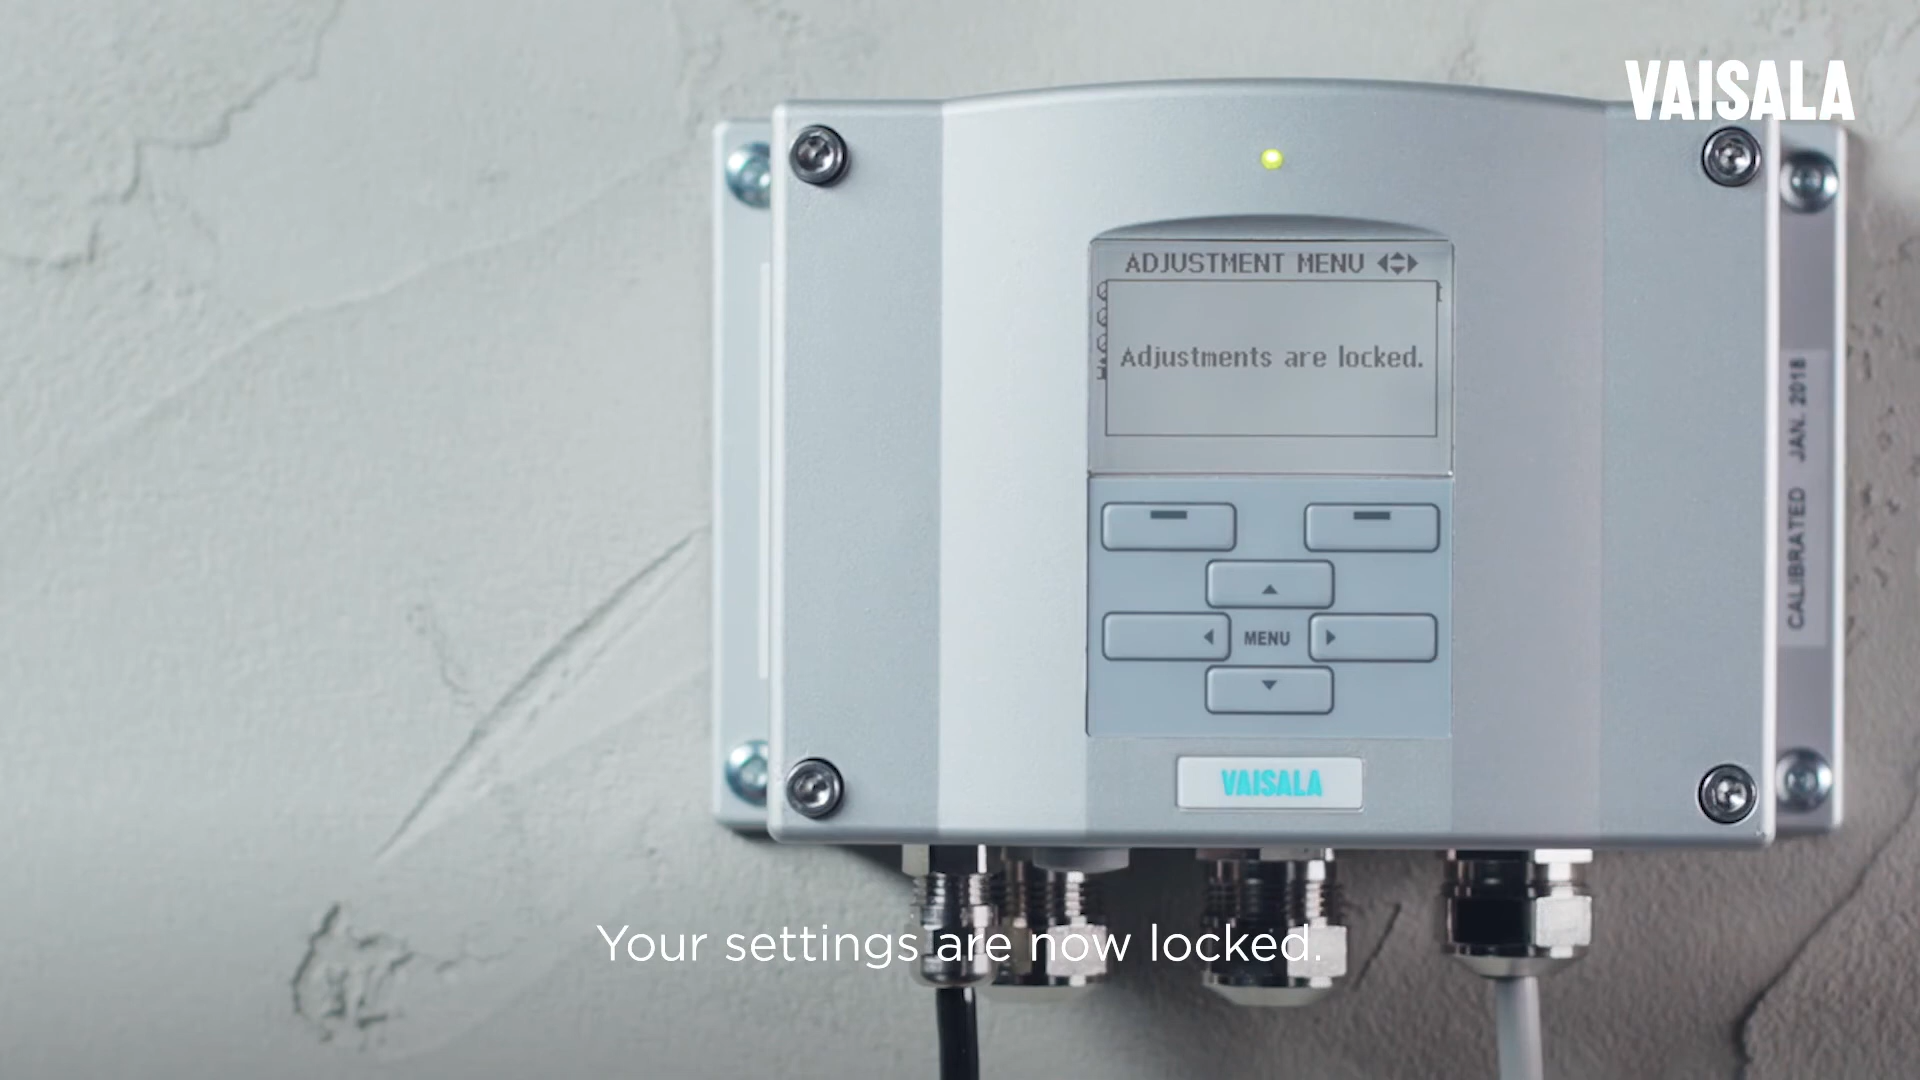 VAISALA
ADJUSTMENT MENU
Adjustments are locked.
MENU
VAISALA
CALIBRATED JAN. 2018
Your settings are now locked.